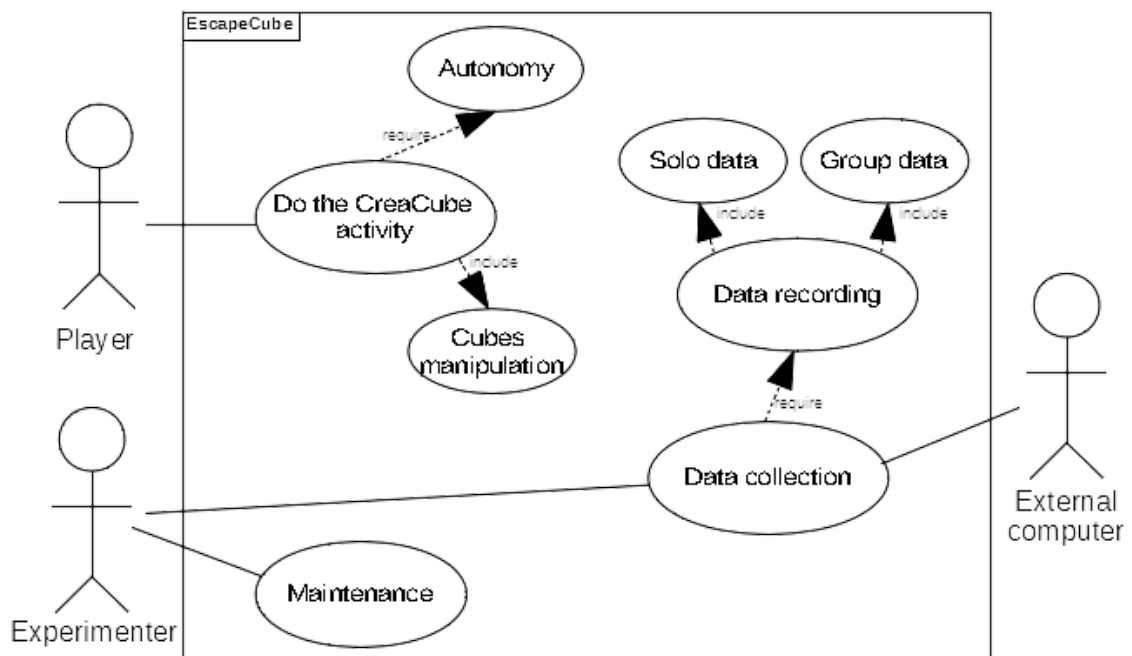 EscapeCube
Autonomy
require
Solo data
Group data
Do the CreaCube
activity
include
include
include
Data recording
Player
Cubes
manipulation
require
Data collection
External
computer
Maintenance
Experimenter